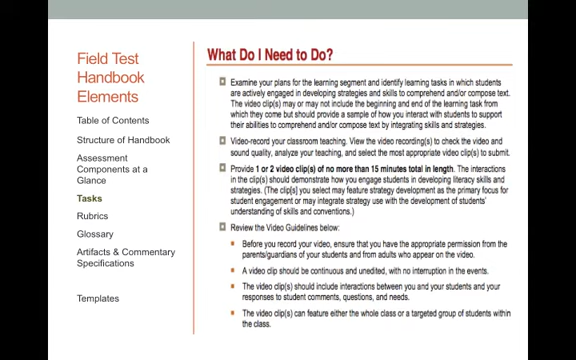 Field Test
Handbook
Elements
Table of Contents
Structure of Handbook
Assessment
Components at a
Glance
Tasks
Rubrics
Glossary
Artifacts & Commentary
Specifications
Templates
What Do I Need to Do?
Examine your plans for the learning segment and identify learning tasks in which students
are actively engaged in developing strategies and skills to comprehend and/or compose text.
The video clip(s) may or may not include the beginning and end of the learning task from
which they come but should provide a sample of how you interact with students to support
their abilities to comprehend and/or compose text by integrating skills and strategies.
Video-record your classroom teaching. View the video recording(s) to check the video and
sound quality, analyze your teaching, and select the most appropriate video clip(s) to submit.
Provide 1 or 2 video clip(s) of no more than 15 minutes total in length. The interactions
in the clip(s) should demonstrate how you engage students in developing literacy skills and
strategies. (The clip[s] you select may feature strategy development as the primary focus for
student engagement or may integrate strategy use with the development of students'
understanding of skills and conventions.)
Review the Video Guidelines below:
Before you record your video, ensure that you have the appropriate permission from the
parents/guardians of your students and from adults who appear on the video.
A video clip should be continuous and unedited, with no interruption in the events.
The video clip(s) should include interactions between you and your students and your
responses to student comments, questions, and needs.
The video clip(s) can feature either the whole class or a targeted group of students within
the class.